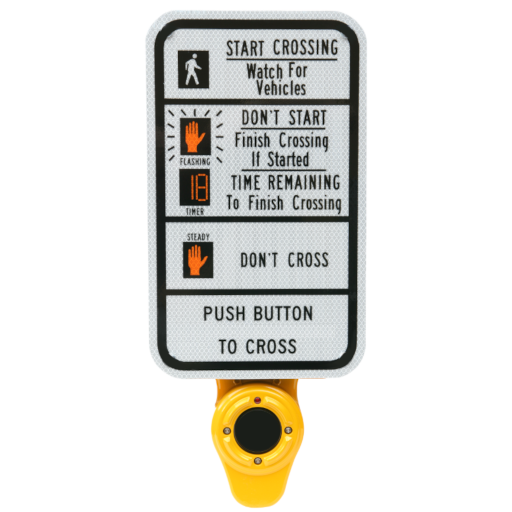 START CROSSING
Watch For
Vehicles
DON'T START
Finish Crossing
If Started
FLASHING
18
TIME REMAINING
To Finish Crossing
TIMER
STEADY
DON'T CROSS
PUSH BUTTON
TO CROSS